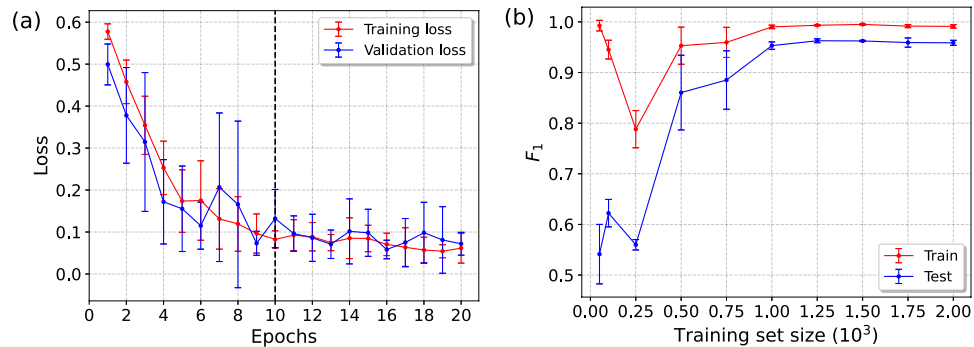 (a)
Training loss
Validation loss
Loss
0.6
0.5
0.4
0.3
0.2
0.1
0.0
0 2 4 6 8 10 12 14 16 18 20
Epochs
(b)
F1
1.0
0.9
0.8
0.7
0.6
0.5
Train
Test
0.00 0.25 0.50 0.75 1.00 1.25 1.50 1.75 2.00
Training set size (10³)